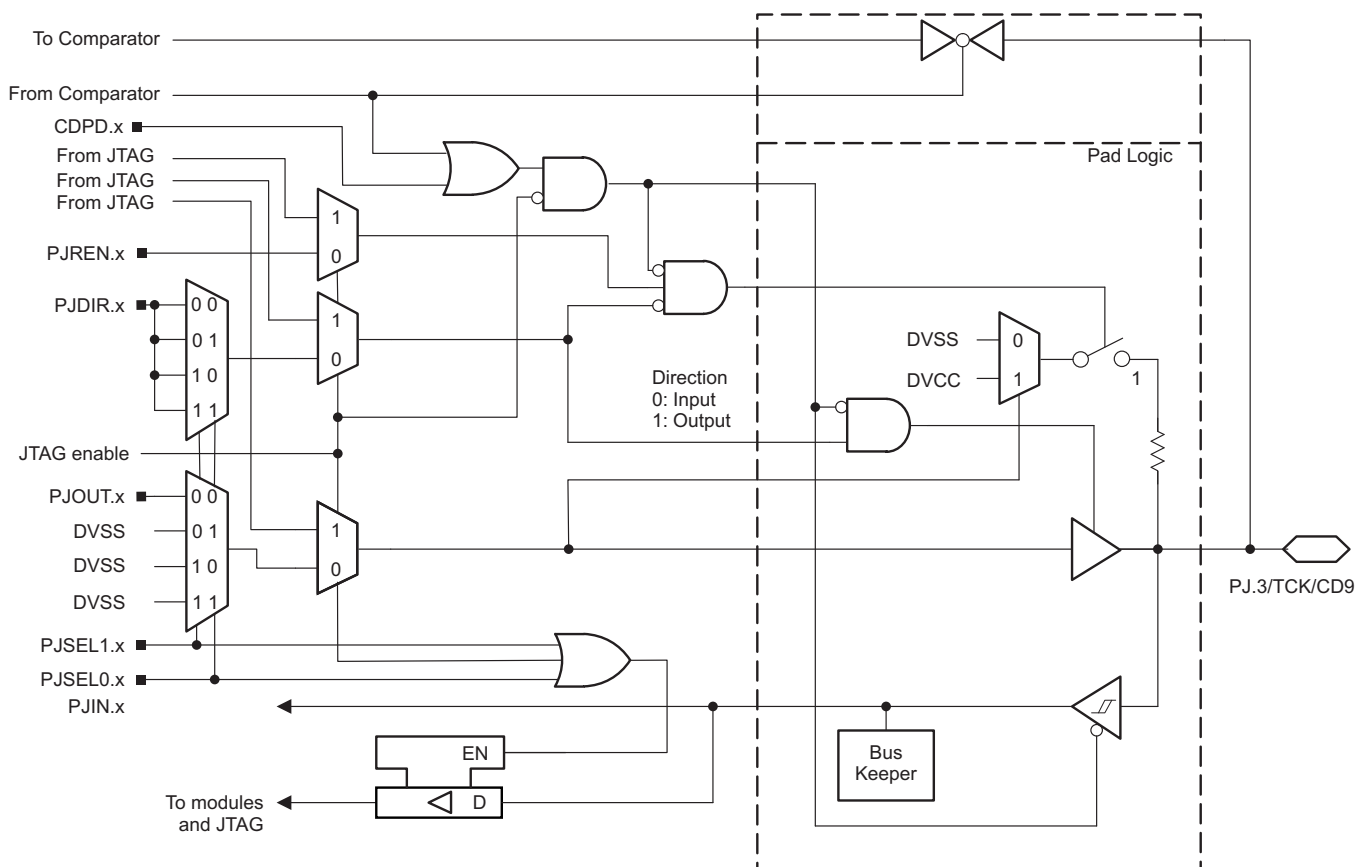 To Comparator
From Comparator
CDPD.x
From JTAG
From JTAG
From JTAG
Pad Logic
1
0
PJREN.x
PJDIR.x
0 0
0 1
1 0
1 1
1
0
DVSS
0
DVCC
1
1
Direction
0: Input
1: Output
JTAG enable
PJOUT.x
0 0
DVSS
0 1
DVSS
1 0
DVSS
1 1
1
0
PJ.3/TCK/CD9
PJSEL1.x
PJSEL0.x
PJIN.x
EN
D
Bus
Keeper
To modules
and JTAG